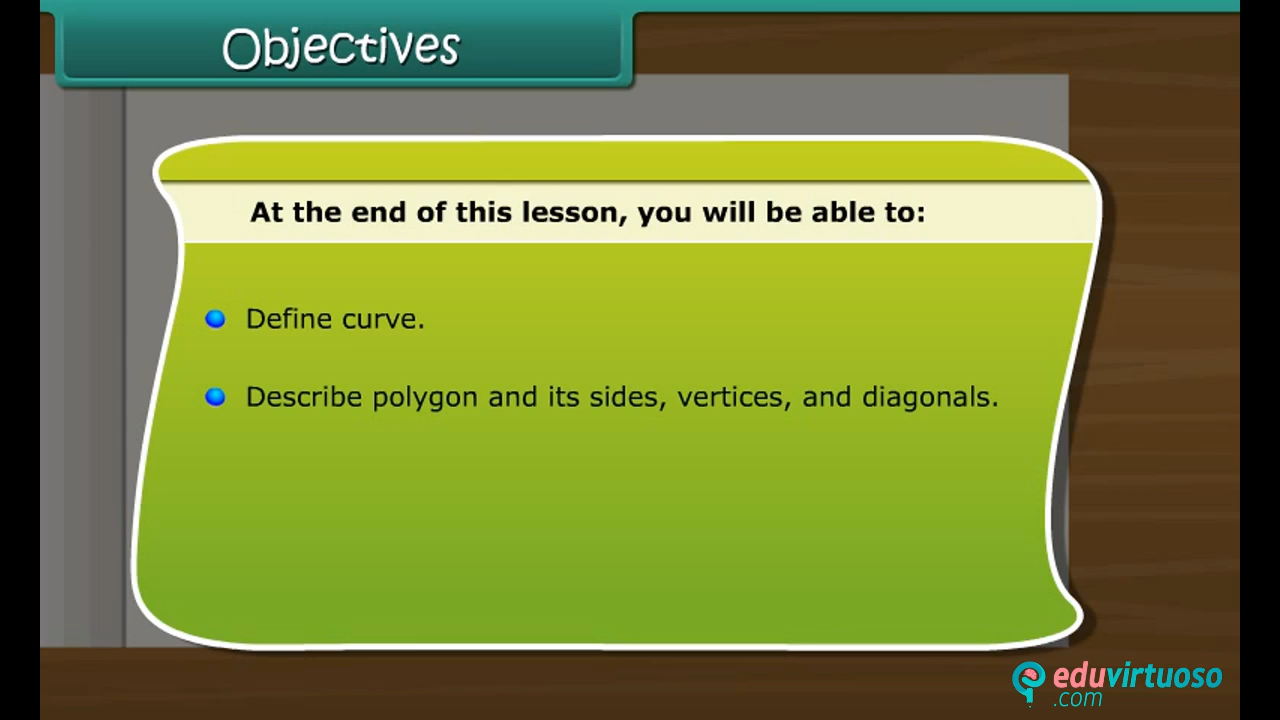 Objectives
At the end of this lesson, you will be able to:
Define curve.
Describe polygon and its sides, vertices, and diagonals.
eduvirtuoso
.com